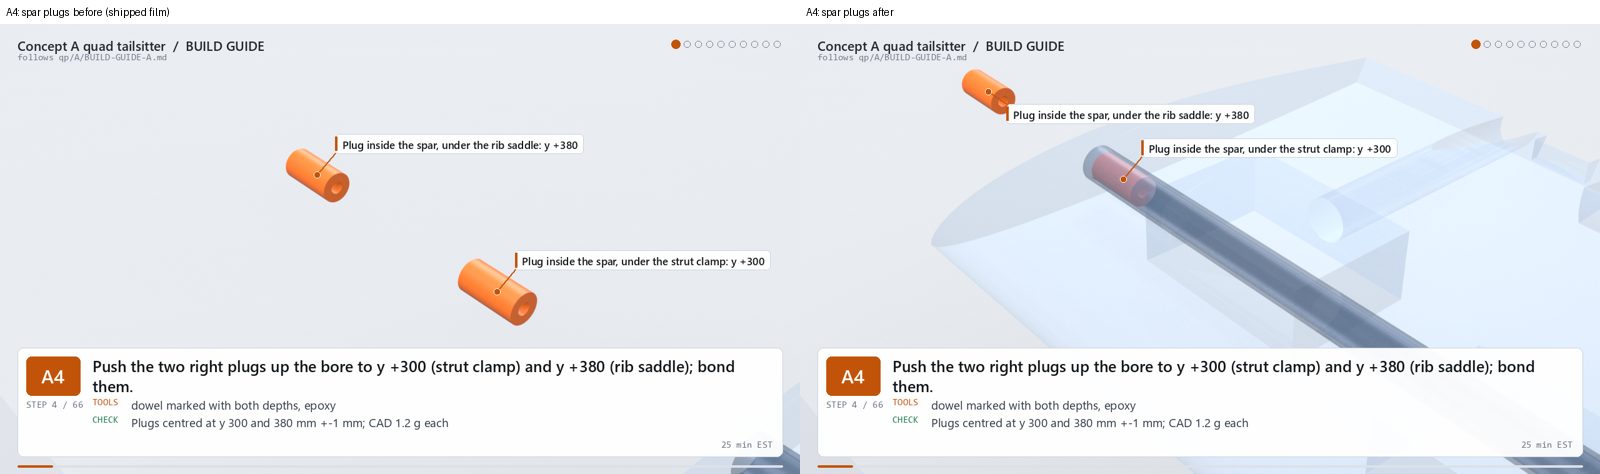 A4: spar plugs before (shipped film)
Concept A quad tailsitter / BUILD GUIDE
follows qp/A/BUILD-GUIDE-A.md
Plug inside the spar, under the rib saddle: y +380
Plug inside the spar, under the strut clamp: y +300
A4
STEP 4 / 66
Push the two right plugs up the bore to y +300 (strut clamp) and y +380 (rib saddle); bond
them.
TOOLS dowel marked with both depths, epoxy
CHECK Plugs centred at y 300 and 380 mm +-1 mm; CAD 1.2 g each
25 min EST
A4: spar plugs after
Concept A quad tailsitter / BUILD GUIDE
follows qp/A/BUILD-GUIDE-A.md
Plug inside the spar, under the rib saddle: y +380
Plug inside the spar, under the strut clamp: y +300
A4
STEP 4 / 66
Push the two right plugs up the bore to y +300 (strut clamp) and y +380 (rib saddle); bond
them.
TOOLS dowel marked with both depths, epoxy
CHECK Plugs centred at y 300 and 380 mm +-1 mm; CAD 1.2 g each
25 min EST